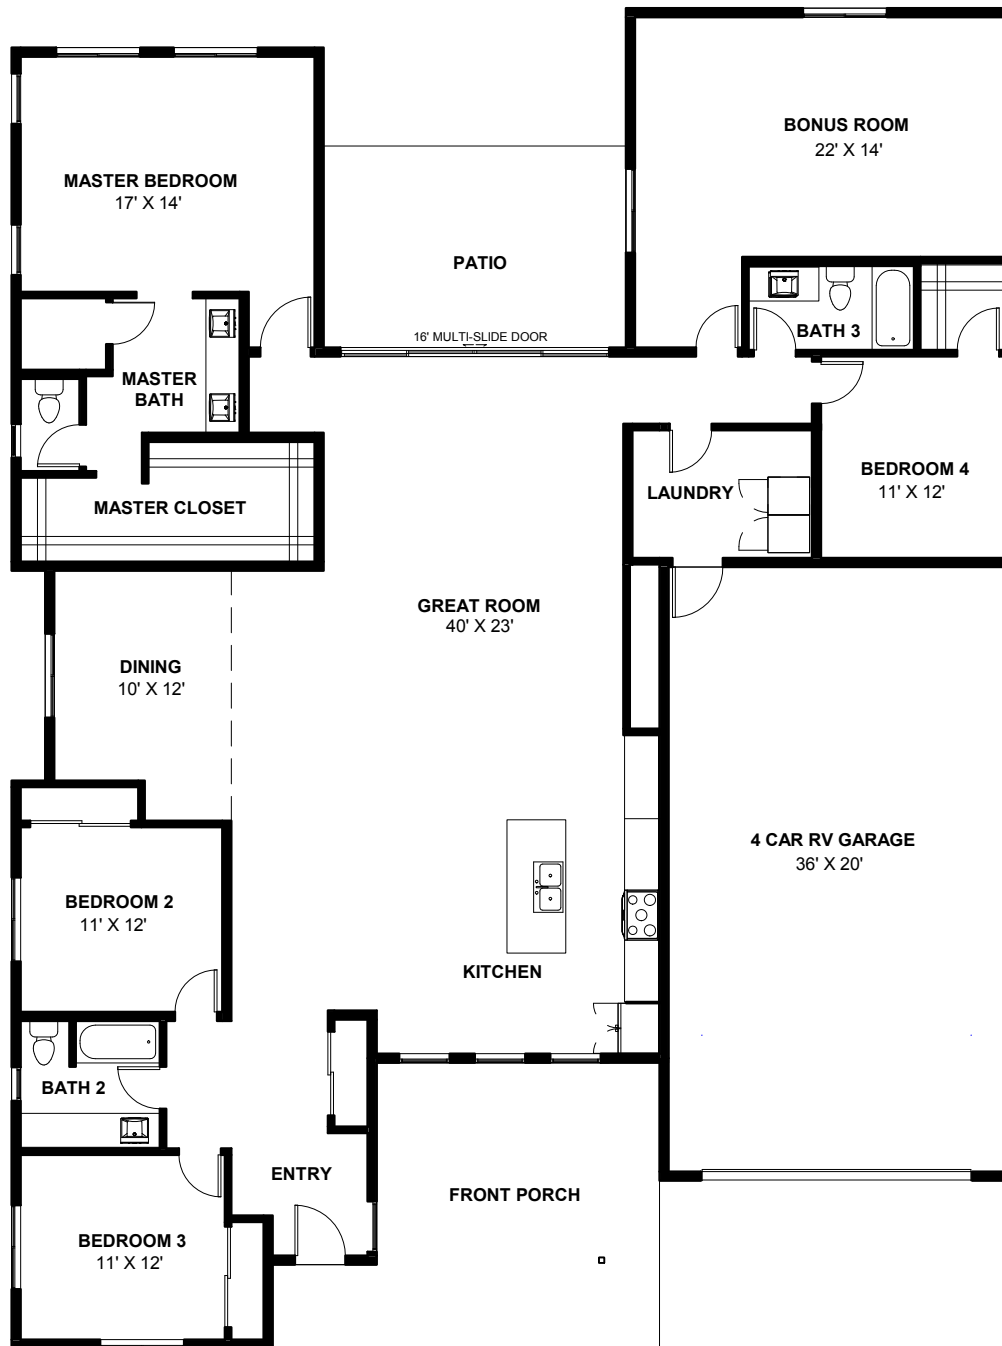 BONUS ROOM
22' X 14'
MASTER BEDROOM
17' X 14'
PATIO
16' MULTI-SLIDE DOOR
BATH 3
MASTER
BATH
BEDROOM 4
11' X 12'
LAUNDRY
MASTER CLOSET
GREAT ROOM
40' X 23'
DINING
10' X 12'
4 CAR RV GARAGE
36' X 20'
BEDROOM 2
11' X 12'
KITCHEN
BATH 2
ENTRY
FRONT PORCH
BEDROOM 3
11' X 12'